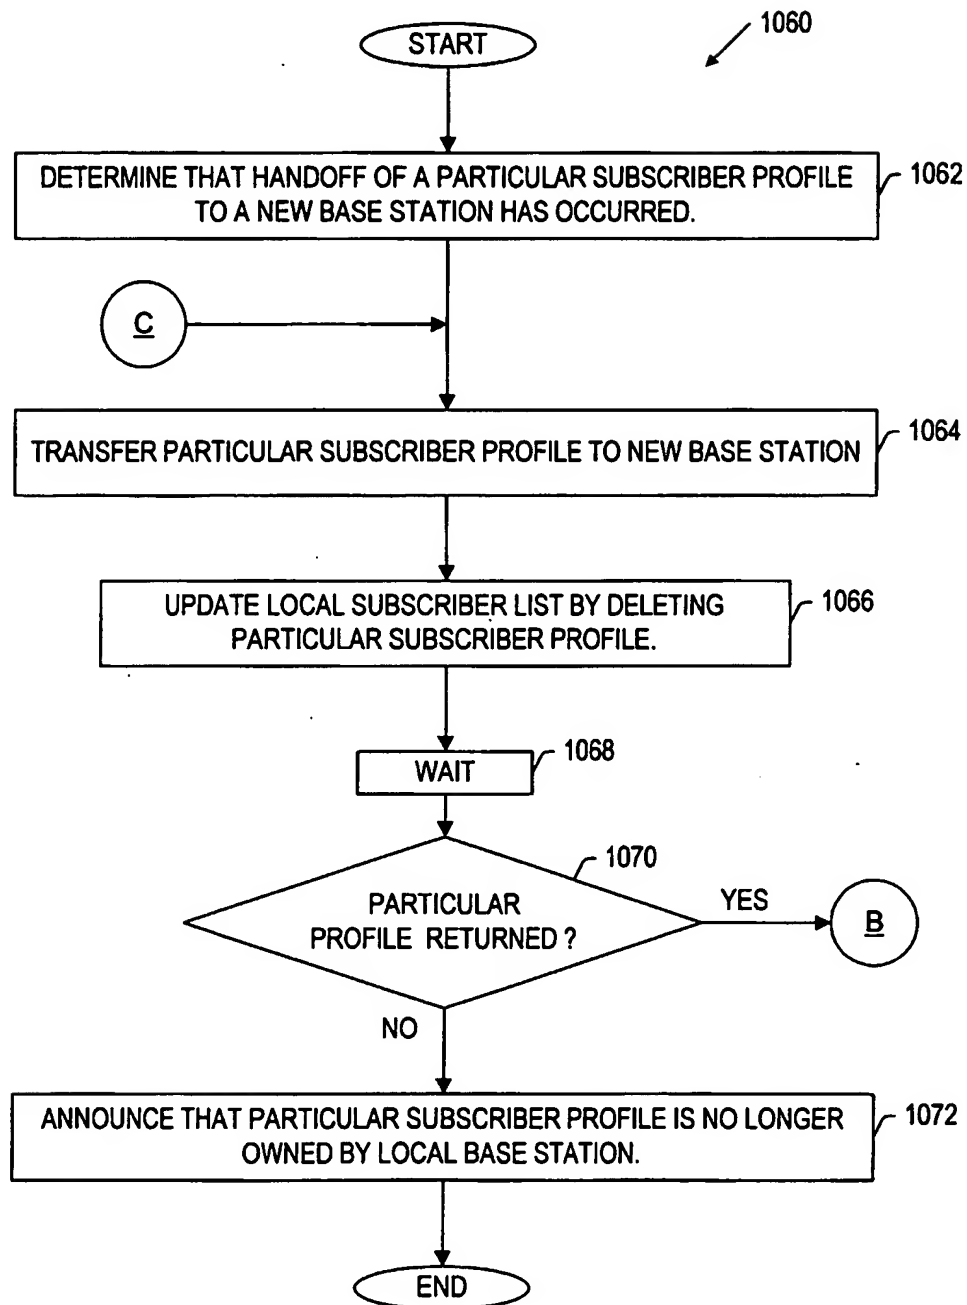 1060
START
DETERMINE THAT HANDOFF OF A PARTICULAR SUBSCRIBER PROFILE
TO A NEW BASE STATION HAS OCCURRED.
1062
C
TRANSFER PARTICULAR SUBSCRIBER PROFILE TO NEW BASE STATION
1064
UPDATE LOCAL SUBSCRIBER LIST BY DELETING
PARTICULAR SUBSCRIBER PROFILE.
1066
WAIT
1068
1070
PARTICULAR
PROFILE RETURNED ?
YES
B
NO
ANNOUNCE THAT PARTICULAR SUBSCRIBER PROFILE IS NO LONGER
OWNED BY LOCAL BASE STATION.
1072
END